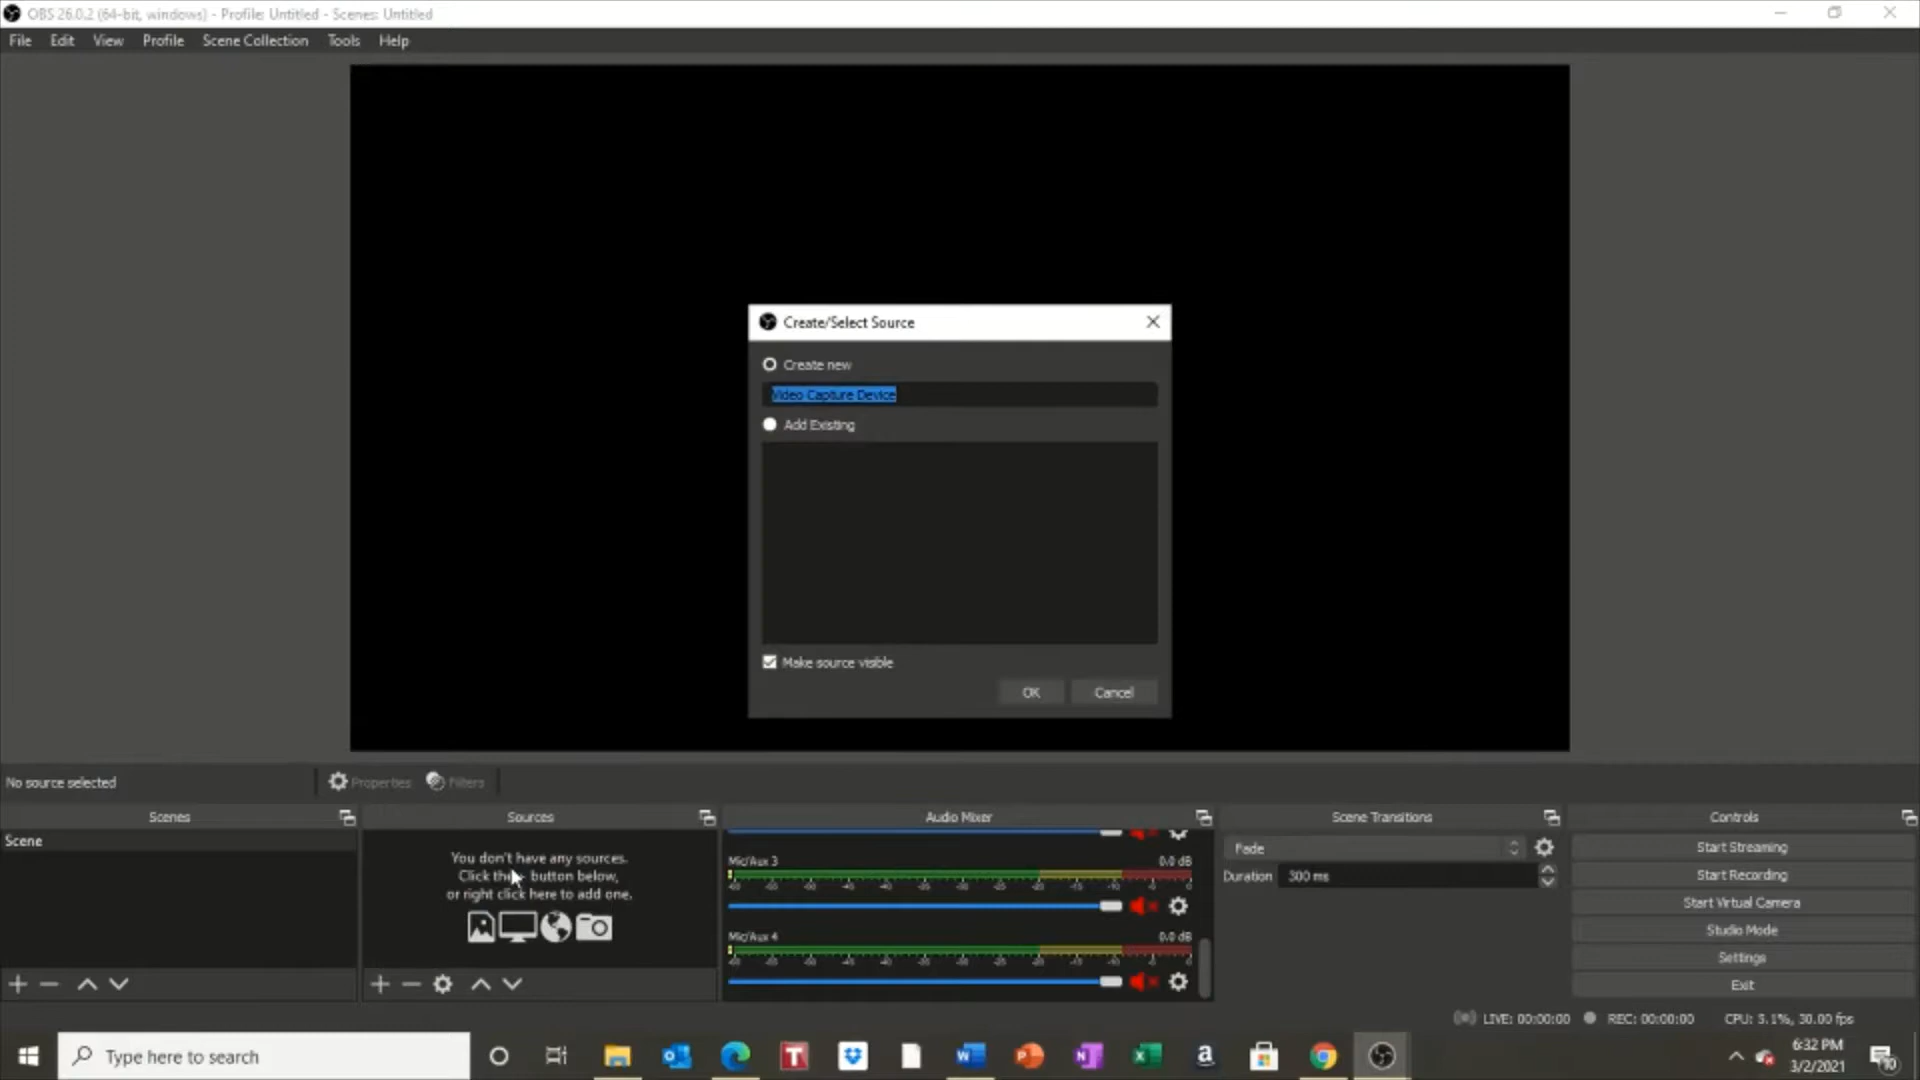 OBS 26.0.2 (64-bit, windows) - Profile: Untitled - Scenes: Untitled
File Edit View Profile Scene Collection Tools Help
Create/Select Source
Create new
Video Capture Device
Add Existing
Make source visible
OK Cancel
No source selected Properties Filters
Scenes Sources Audio Mixer Scene Transitions Controls
Scene
You don't have any sources.
Click the + button below,
or right click here to add one.
Mic/Aux 3 0.0 dB
Mic/Aux 4 0.0 dB
Fade
Duration 300 ms
Start Streaming
Start Recording
Start Virtual Camera
Studio Mode
Settings
Exit
LIVE: 00:00:00 REC: 00:00:00 CPU: 3.1%, 30.00 fps
Type here to search
6:32 PM
3/2/2021